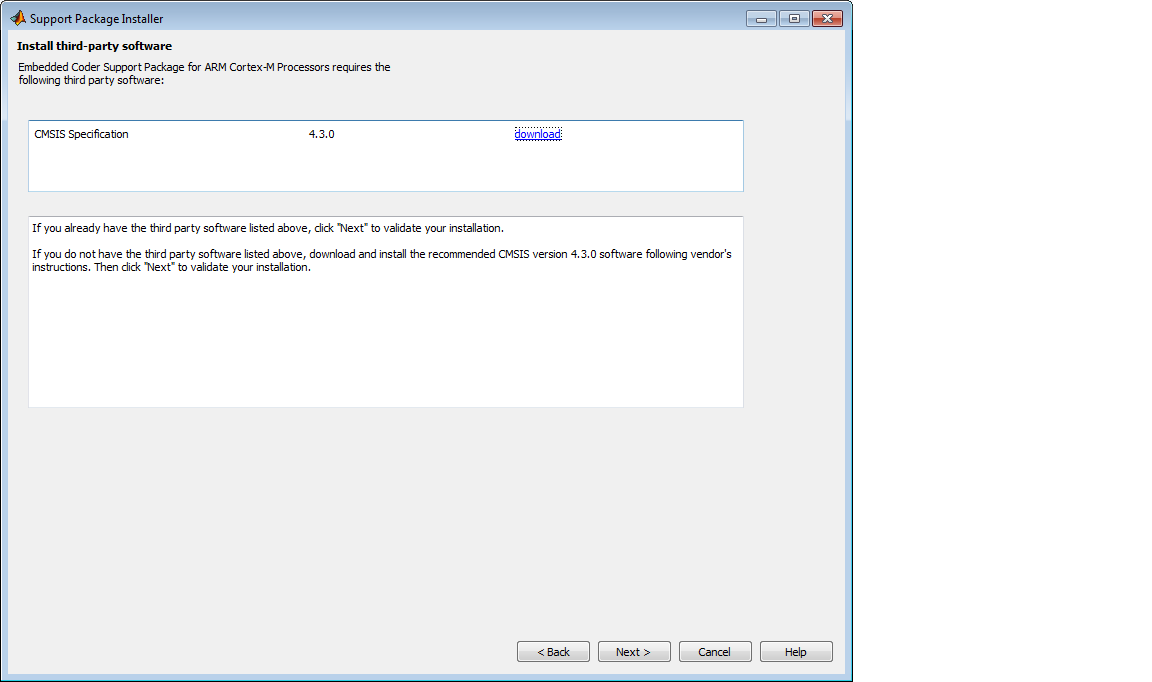 Support Package Installer
Install third-party software
Embedded Coder Support Package for ARM Cortex-M Processors requires the
following third party software:
CMSIS Specification 4.3.0 download
If you already have the third party software listed above, click "Next" to validate your installation.
If you do not have the third party software listed above, download and install the recommended CMSIS version 4.3.0 software following vendor's
instructions. Then click "Next" to validate your installation.
< Back Next > Cancel Help